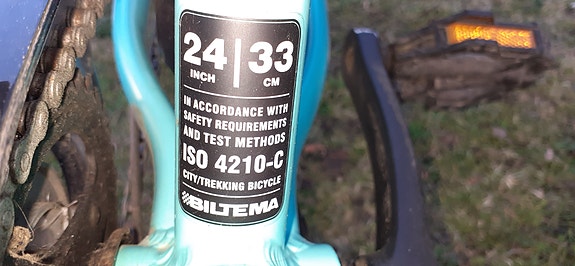 24 | 33
INCH CM
IN ACCORDANCE WITH
SAFETY REQUIREMENTS
AND TEST METHODS
ISO 4210-C
CITY/TREKKING BICYCLE
BILTEMA